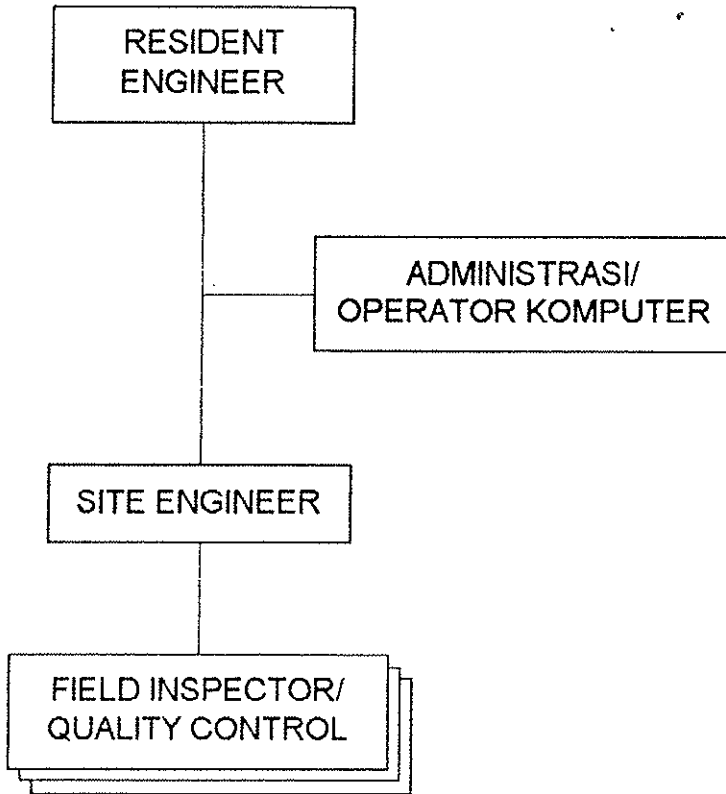 RESIDENT
ENGINEER
ADMINISTRASI/
OPERATOR KOMPUTER
SITE ENGINEER
FIELD INSPECTOR/
QUALITY CONTROL